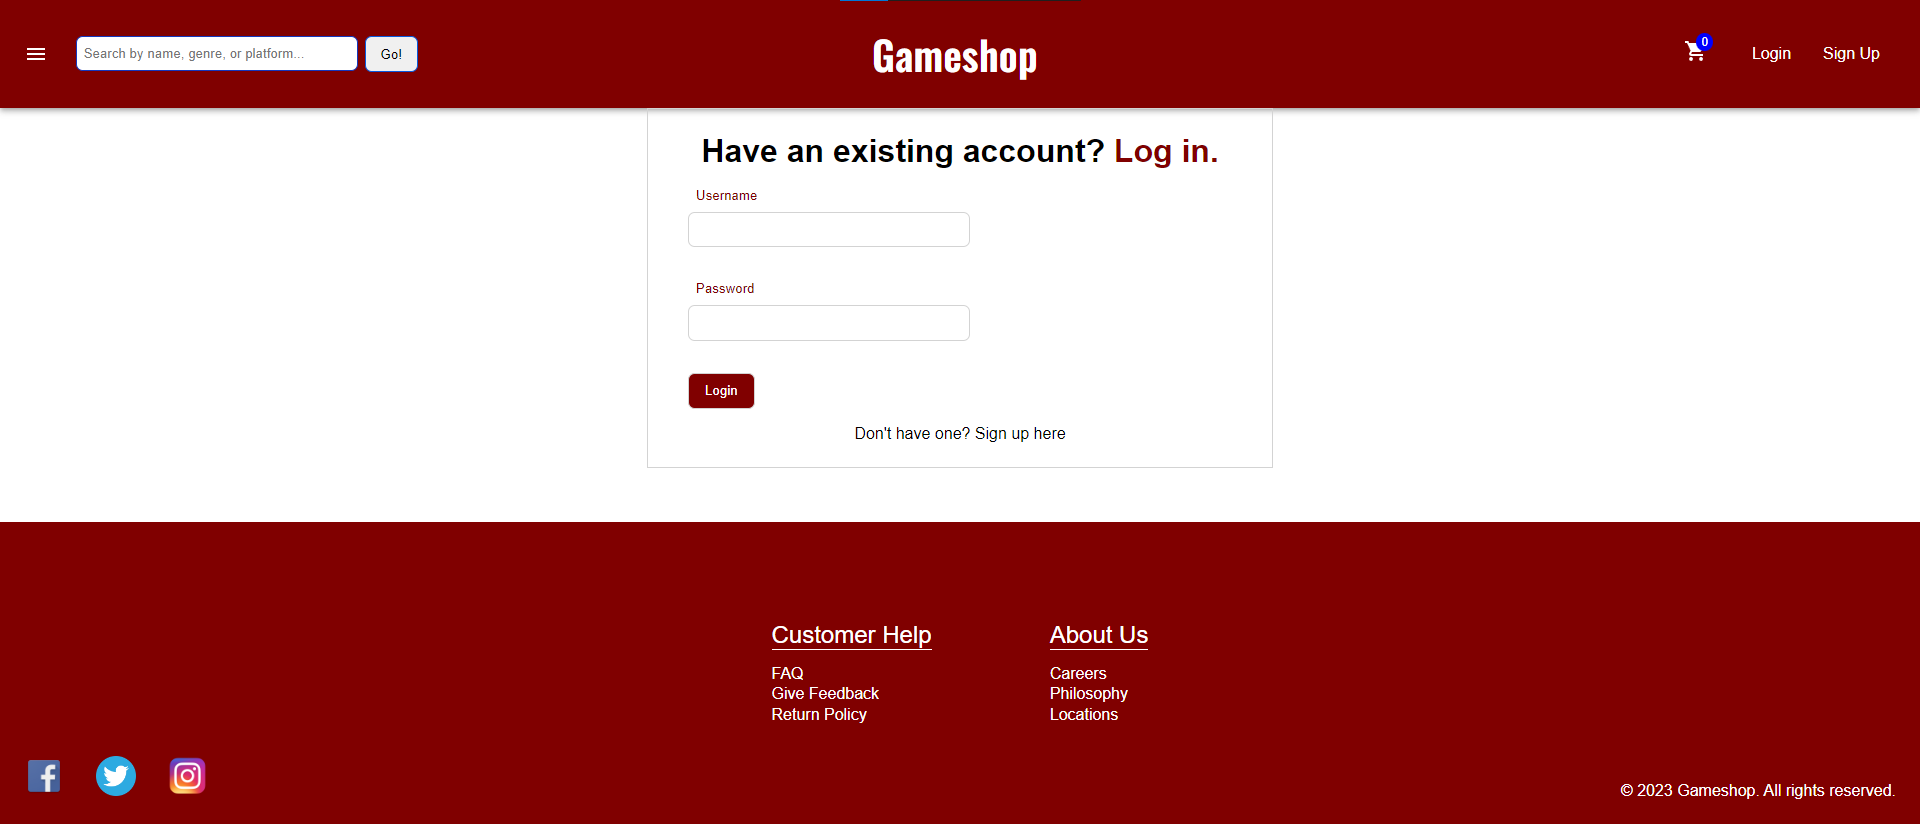 Search by name, genre, or platform...
Go!
Gameshop
0
Login
Sign Up
Have an existing account? Log in.
Username
Password
Login
Don't have one? Sign up here
Customer Help
FAQ
Give Feedback
Return Policy
About Us
Careers
Philosophy
Locations
© 2023 Gameshop. All rights reserved.